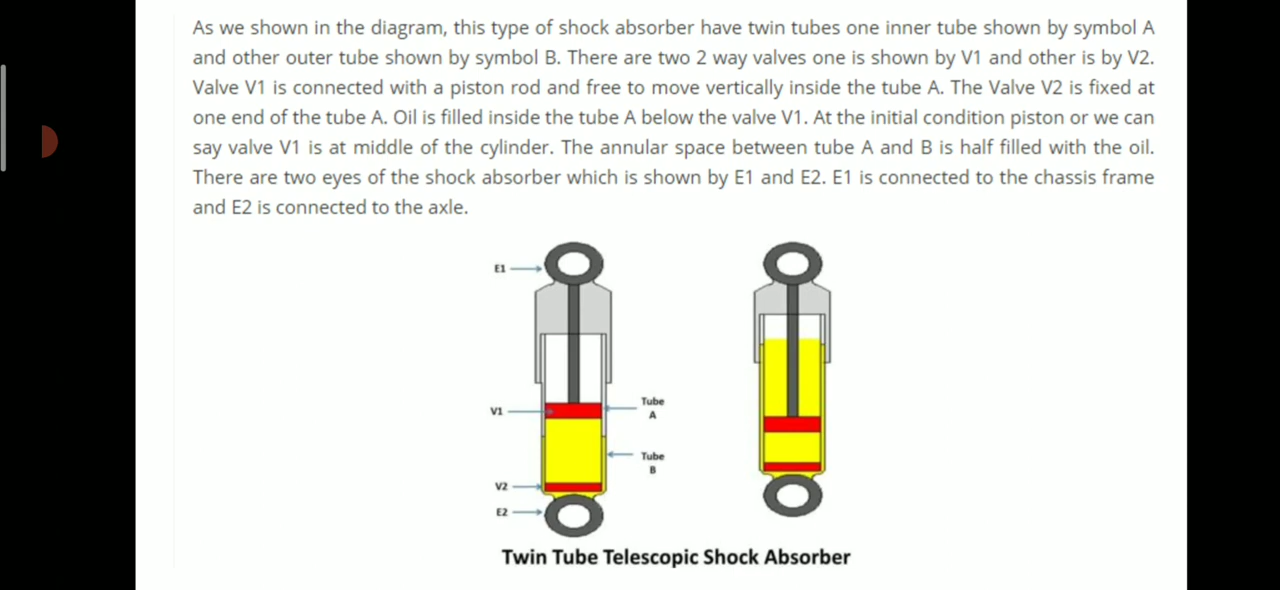 As we shown in the diagram, this type of shock absorber have twin tubes one inner tube shown by symbol A
and other outer tube shown by symbol B. There are two 2 way valves one is shown by V1 and other is by V2.
Valve V1 is connected with a piston rod and free to move vertically inside the tube A. The Valve V2 is fixed at
one end of the tube A. Oil is filled inside the tube A below the valve V1. At the initial condition piston or we can
say valve V1 is at middle of the cylinder. The annular space between tube A and B is half filled with the oil.
There are two eyes of the shock absorber which is shown by E1 and E2. E1 is connected to the chassis frame
and E2 is connected to the axle.
E1
V1
Tube
A
Tube
B
V2
E2
Twin Tube Telescopic Shock Absorber